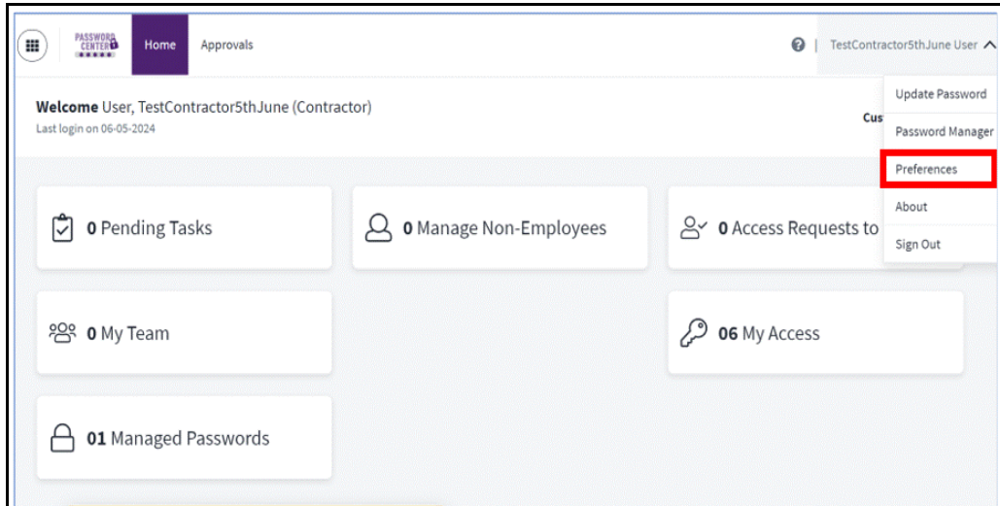 PASSWORD
CENTER
Home
Approvals
?
TestContractor5thJune User
Welcome User, TestContractor5thJune (Contractor)
Last login on 06-05-2024
Cus
Update Password
Password Manager
Preferences
About
Sign Out
0 Pending Tasks
0 Manage Non-Employees
0 Access Requests to
0 My Team
06 My Access
01 Managed Passwords